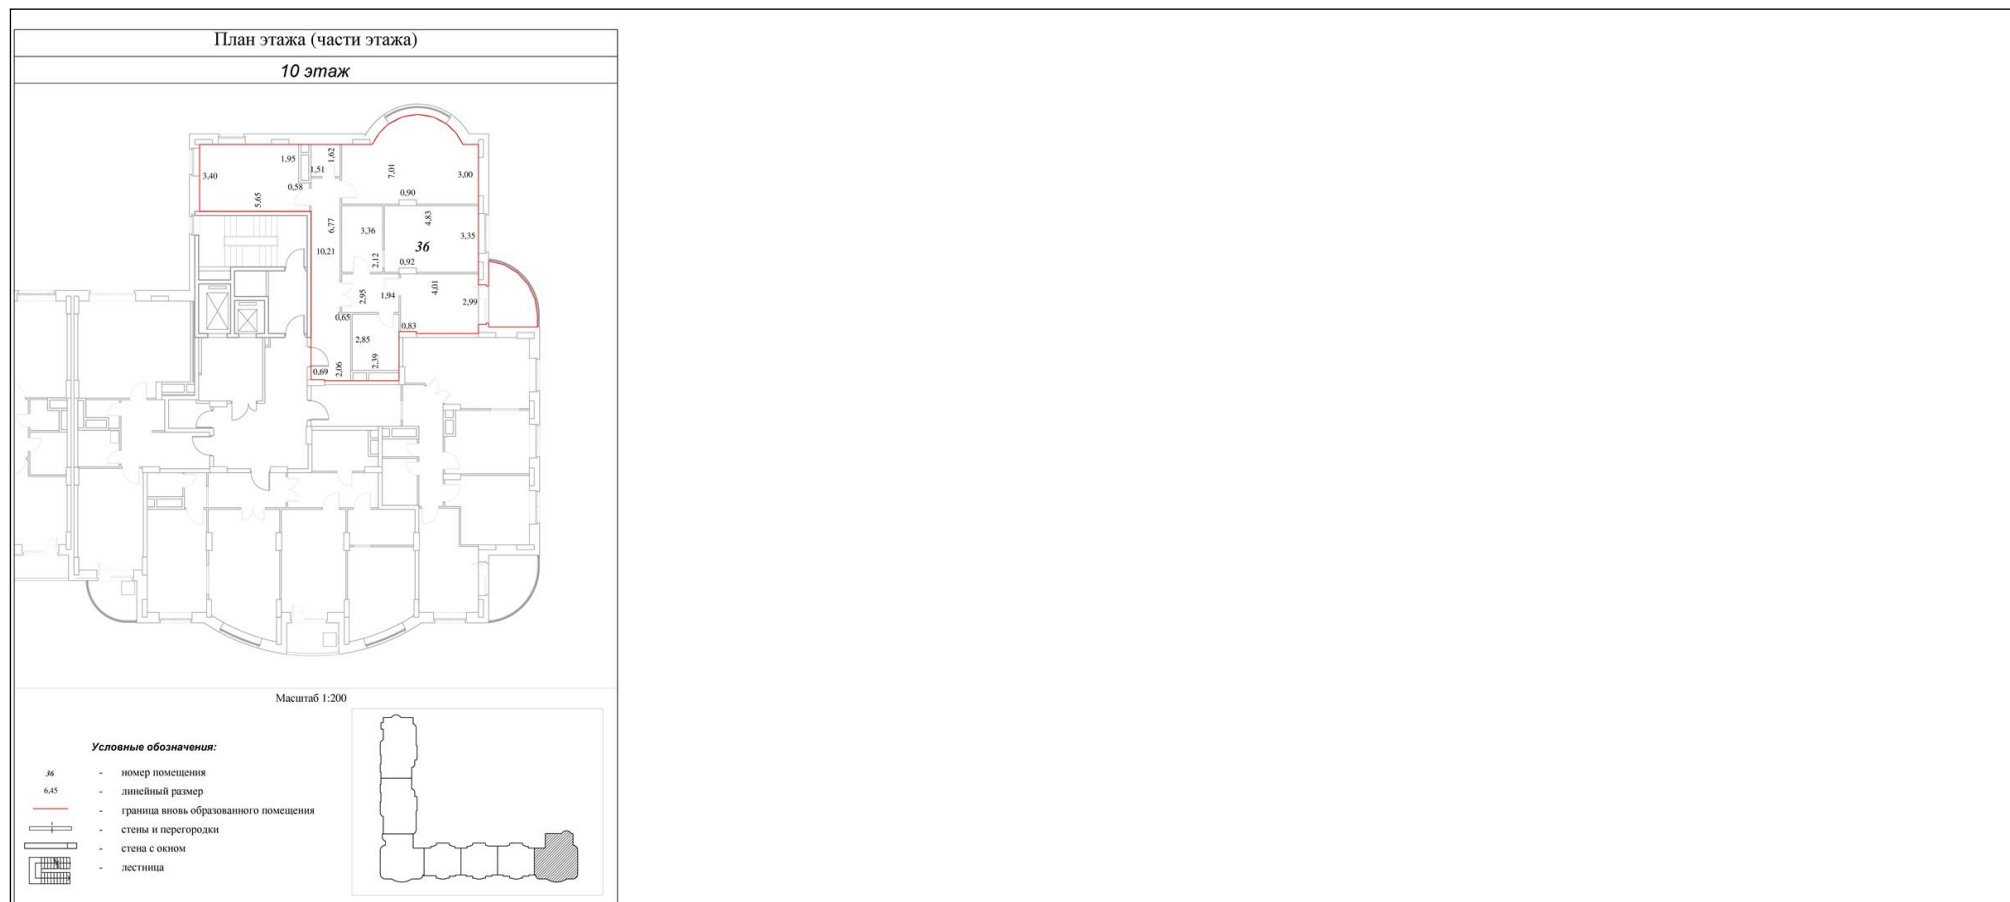 План этажа (части этажа)
10 этаж
1,95
1,62
3,40
1,51
7,01
3,00
0,58
5,65
0,90
6,77
4,83
3,36
3,35
10,21
36
2,12
0,92
2,95
1,94
4,01
2,99
0,65
0,83
2,85
2,39
0,69
2,06
Масштаб 1:200
Условные обозначения:
36 - номер помещения
6,45 - линейный размер
- граница вновь образованного помещения
- стены и перегородки
- стена с окном
- лестница